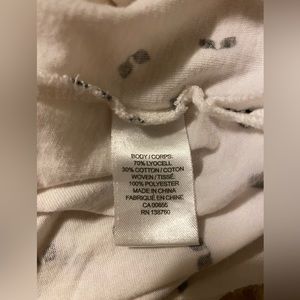 BODY / CORPS:
70% LYOCELL
30% COTTON / COTON
WOVEN / TISSÉ:
100% POLYESTER
MADE IN CHINA
FABRIQUÉ EN CHINE
CA 00855
RN 138760